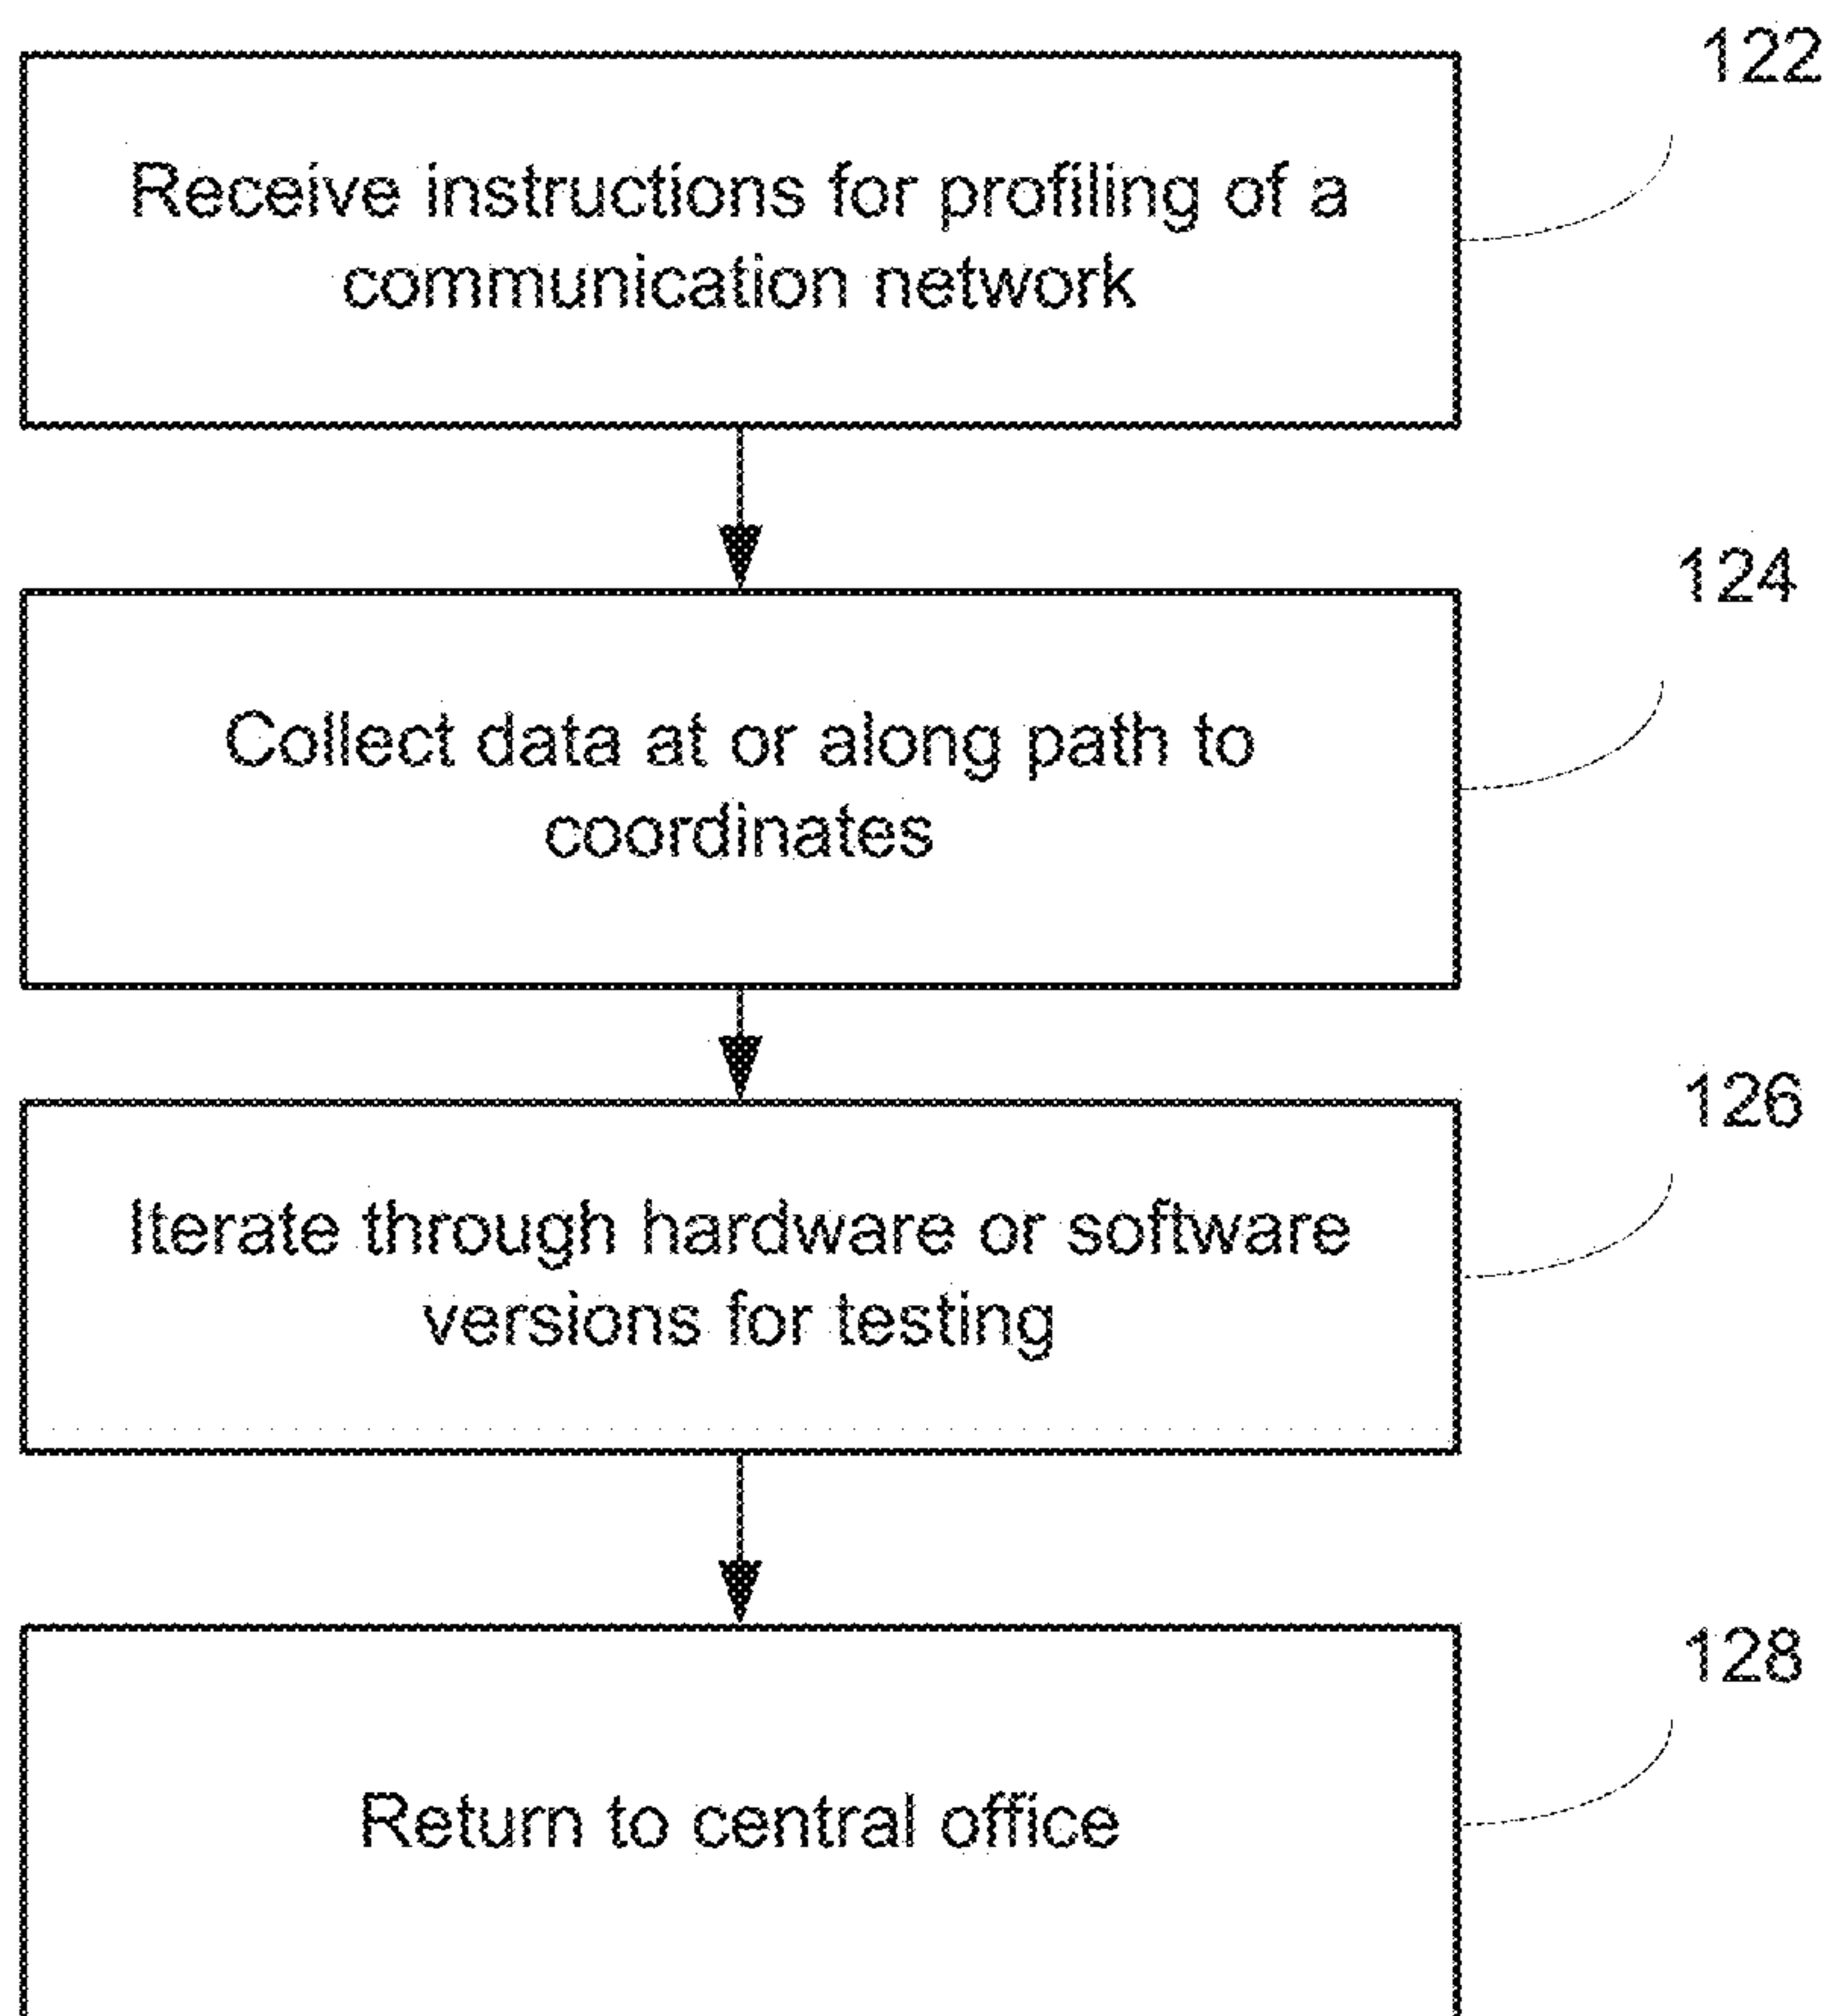 122
Receive instructions for profiling of a
communication network
124
Collect data at or along path to
coordinates
126
Iterate through hardware or software
versions for testing
128
Return to central office